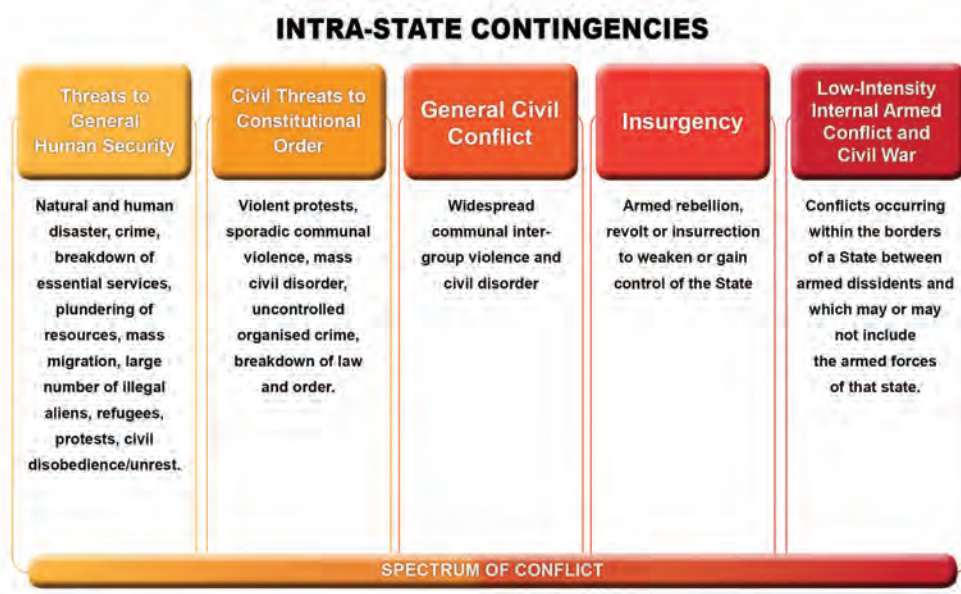 INTRA-STATE CONTINGENCIES
Threats to
General
Human Security
Natural and human
disaster, crime,
breakdown of
essential services,
plundering of
resources, mass
migration, large
number of illegal
aliens, refugees,
protests, civil
disobedience/unrest.
Civil Threats to
Constitutional
Order
Violent protests,
sporadic communal
violence, mass
civil disorder,
uncontrolled
organised crime,
breakdown of law
and order.
General Civil
Conflict
Widespread
communal inter-
group violence and
civil disorder
Insurgency
Armed rebellion,
revolt or insurrection
to weaken or gain
control of the State
Low-Intensity
Internal Armed
Conflict and
Civil War
Conflicts occurring
within the borders
of a State between
armed dissidents and
which may or may
not include
the armed forces
of that state.
SPECTRUM OF CONFLICT